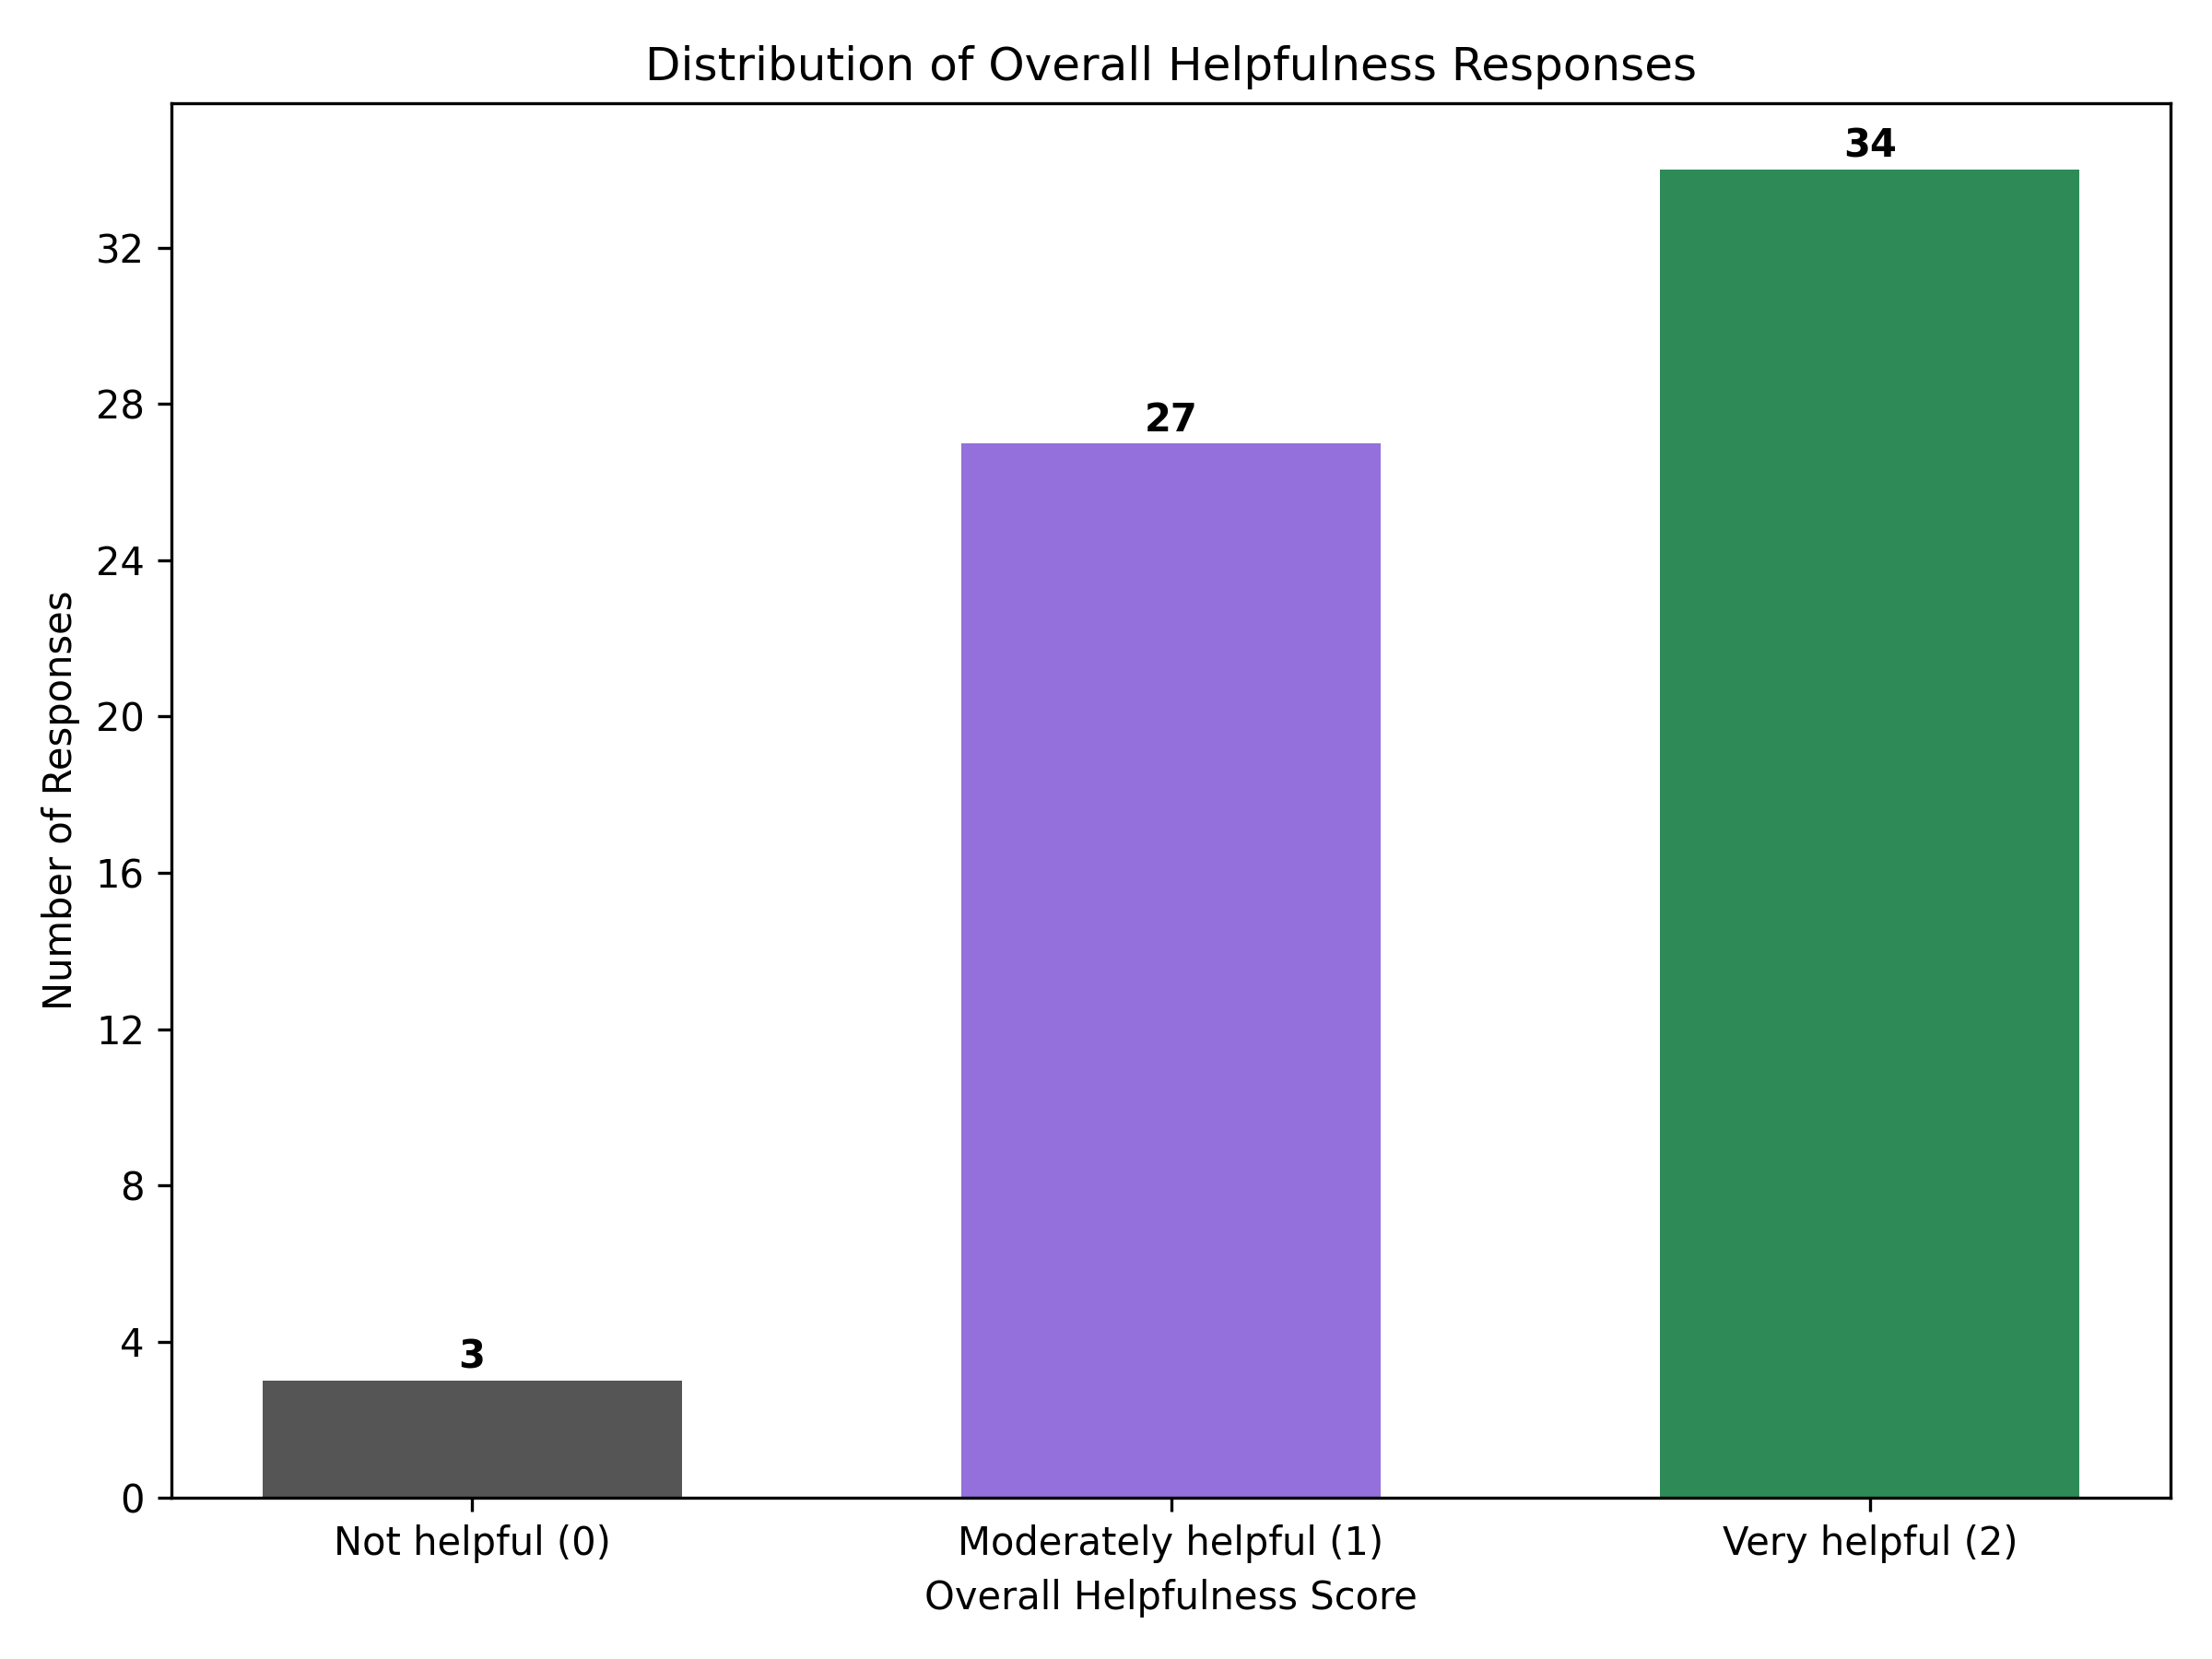 Distribution of Overall Helpfulness Responses
34
32
27
28
24
20
16
12
8
4
0
3
Number of Responses
Not helpful (0)
Moderately helpful (1)
Very helpful (2)
Overall Helpfulness Score